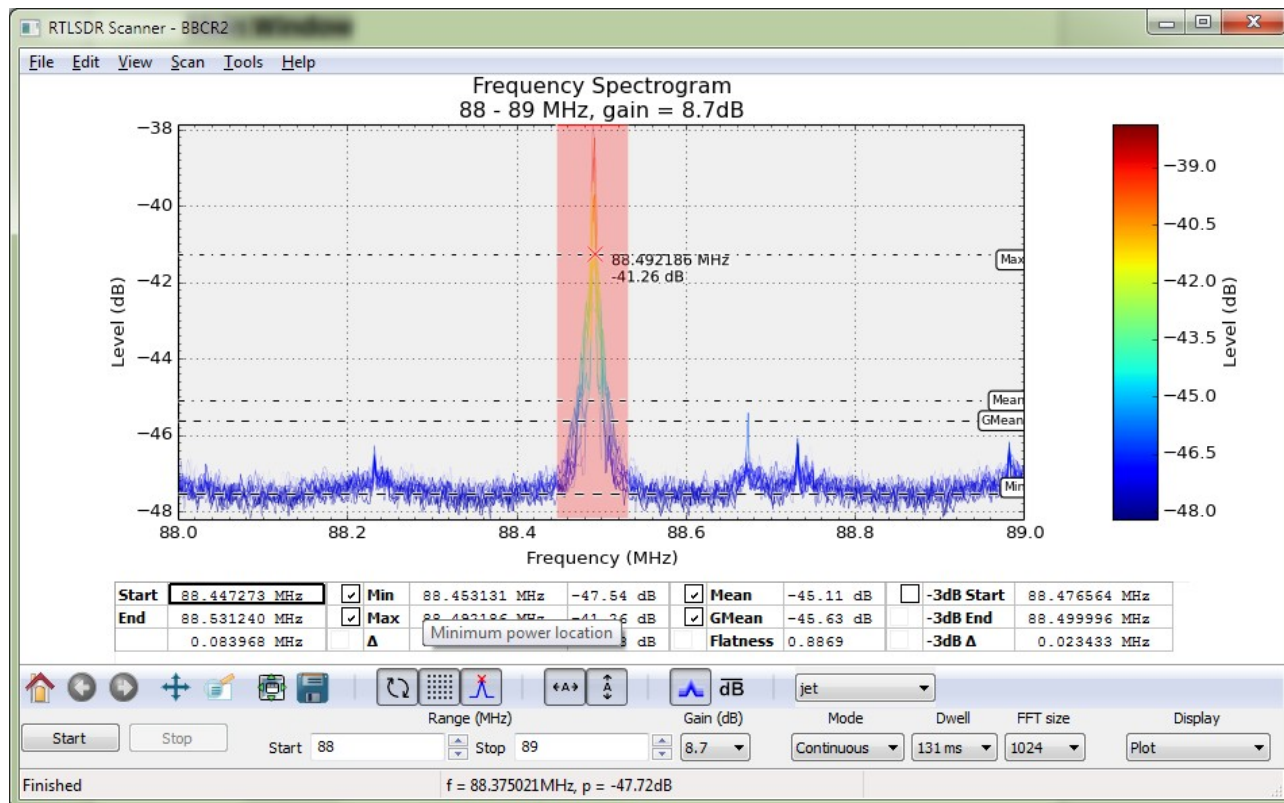 RTLSDR Scanner - BBCR2
File Edit View Scan Tools Help
Frequency Spectrogram
88 - 89 MHz, gain = 8.7dB
−38
−40
−42
−44
−46
−48
Level (dB)
88.492186 MHz
-41.26 dB
Max
Mean
GMean
Min
88.0 88.2 88.4 88.6 88.8 89.0
Frequency (MHz)
−39.0
−40.5
−42.0
−43.5
−45.0
−46.5
−48.0
Level (dB)
Start 88.447273 MHz Min 88.453131 MHz -47.54 dB Mean -45.11 dB -3dB Start 88.476564 MHz
End 88.531240 MHz Max 88.492186 MHz -41.26 dB GMean -45.63 dB -3dB End 88.499996 MHz
0.083968 MHz Δ dB Flatness 0.8869 -3dB Δ 0.023433 MHz
Minimum power location
A A dB jet
Range (MHz) Gain (dB) Mode Dwell FFT size Display
Start Stop Start 88 Stop 89 8.7 Continuous 131 ms 1024 Plot
Finished f = 88.375021MHz, p = -47.72dB